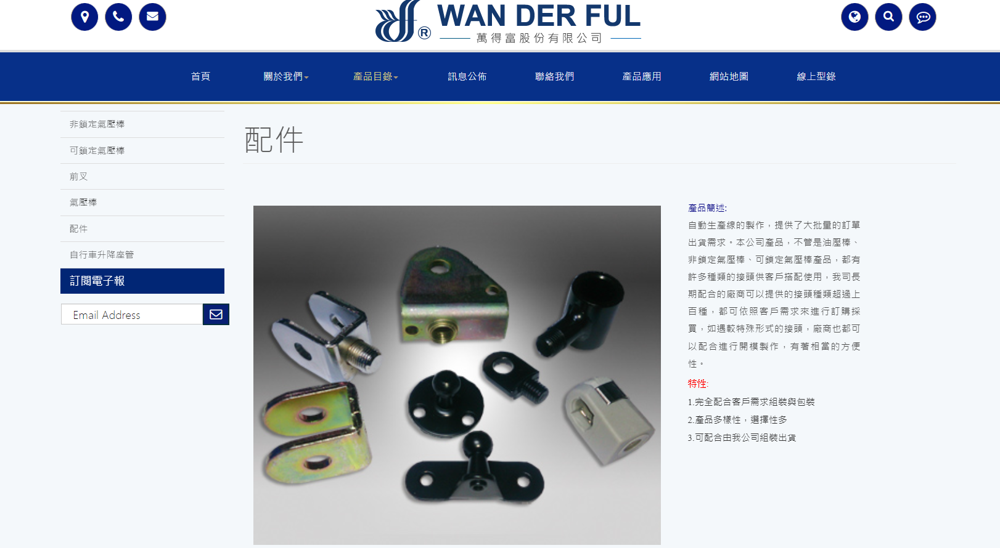 WAN DER FUL
®
萬得富股份有限公司
首頁
關於我們
產品目錄
訊息公佈
聯絡我們
產品應用
網站地圖
線上型錄
非鎖定氣壓棒
可鎖定氣壓棒
前叉
氣壓棒
配件
自行車升降座管
訂閱電子報
Email Address
配件
產品簡述:
自動生產線的製作，提供了大批量的訂單
出貨需求。本公司產品，不管是油壓棒、
非鎖定氣壓棒、可鎖定氣壓棒產品，都有
許多種類的接頭供客戶搭配使用，我司長
期配合的廠商可以提供的接頭種類超過上
百種，都可依照客戶需求來進行訂購採
買，如遇較特殊形式的接頭，廠商也都可
以配合進行開模製作，有著相當的方便
性。
特性:
1.完全配合客戶需求組裝與包裝
2.產品多樣性，選擇性多
3.可配合由我公司組裝出貨